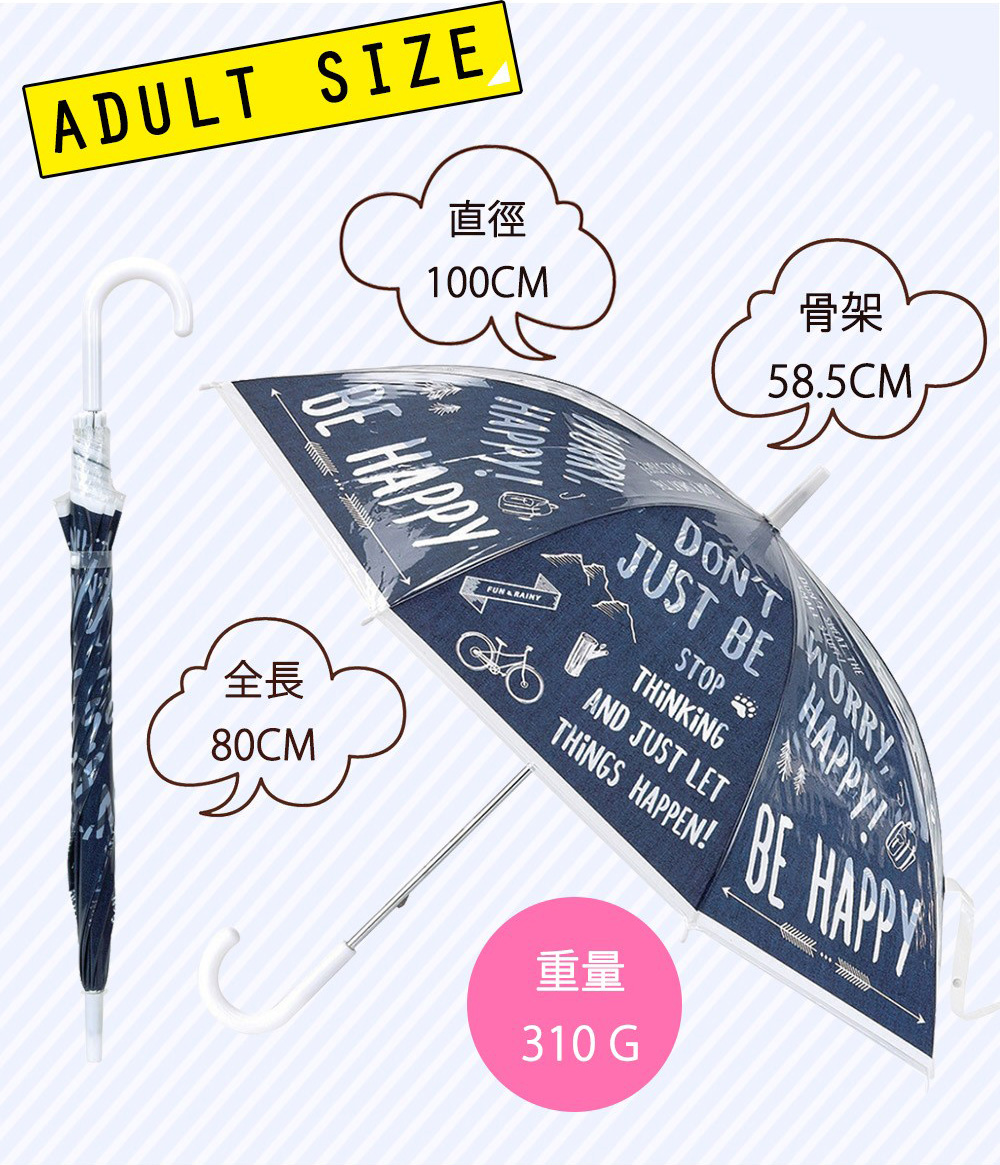 ADULT SIZE
直徑
100CM
骨架
58.5CM
全長
80CM
BE HAPPY
HAPPY!
WORRY,
DON'T
JUST BE
FUN & RAINY
STOP
THINKING
AND JUST LET
THINGS HAPPEN!
WORRY,
HAPPY!
BE HAPPY
重量
310 G